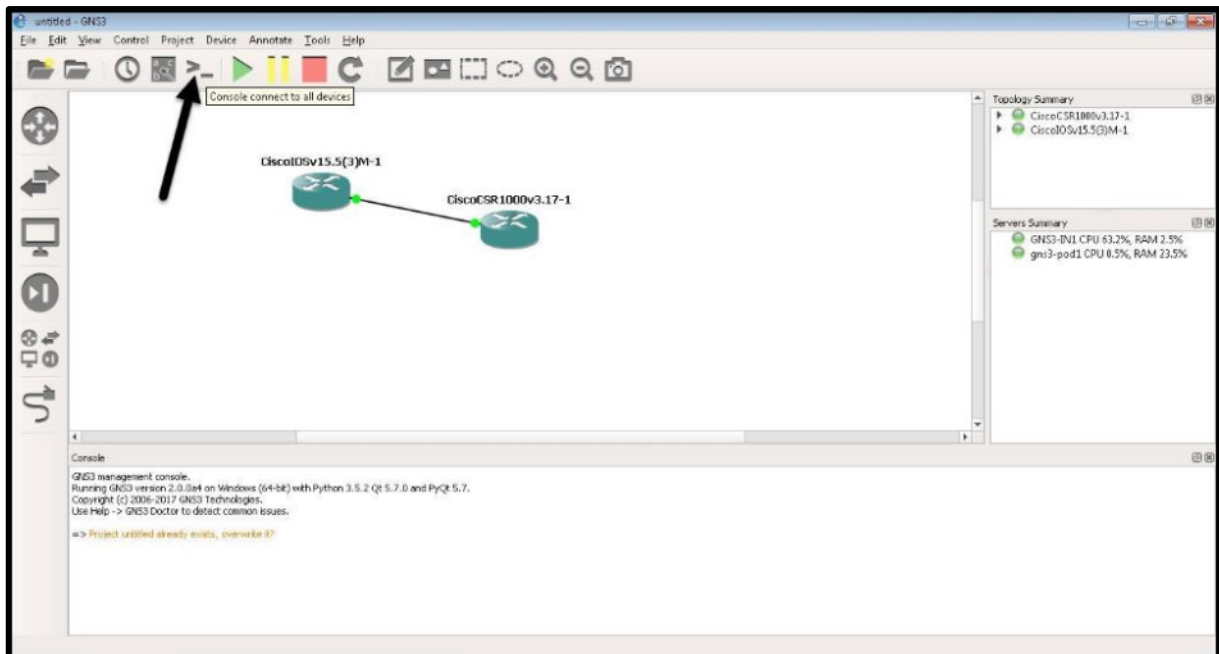 untitled - GNS3
File Edit View Control Project Device Annotate Tools Help
Console connect to all devices
CiscoIOSv15.5(3)M-1
CiscoCSR1000v3.17-1
Topology Summary
CiscoCSR1000v3.17-1
CiscoIOSv15.5(3)M-1
Servers Summary
GNS3-IN1 CPU 63.2%, RAM 2.5%
gns3-pod1 CPU 0.5%, RAM 23.5%
Console
GNS3 management console.
Running GNS3 version 2.0.0a4 on Windows (64-bit) with Python 3.5.2 Qt 5.7.0 and PyQt 5.7.
Copyright (c) 2006-2017 GNS3 Technologies.
Use Help -> GNS3 Doctor to detect common issues.
=> Project untitled already exists, overwrite it?